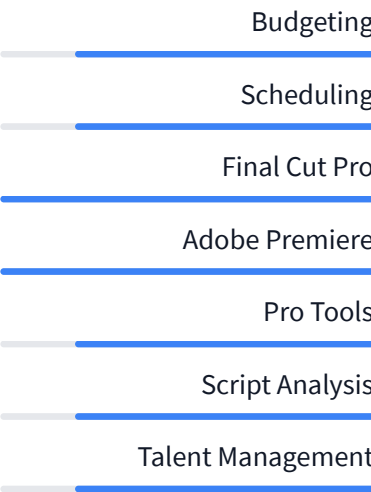 Budgeting
Scheduling
Final Cut Pro
Adobe Premiere
Pro Tools
Script Analysis
Talent Management